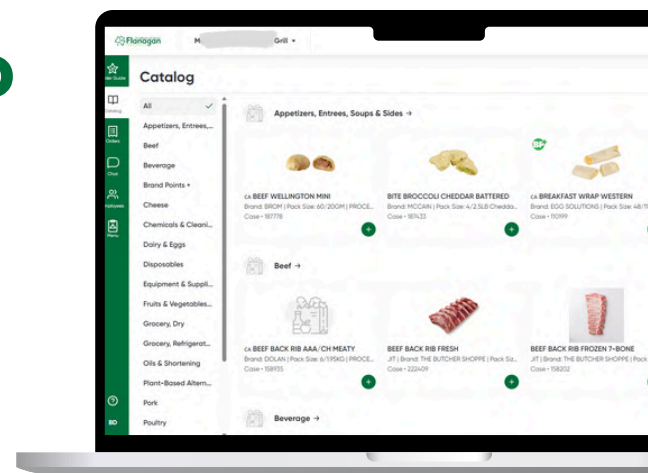 Flanagan
Grill
Catalog
All
Appetizers, Entrees,...
Beef
Beverage
Brand Points +
Cheese
Chemicals & Cleani...
Dairy & Eggs
Disposables
Equipment & Suppli...
Fruits & Vegetables...
Grocery, Dry
Grocery, Refrigerat...
Oils & Shortening
Plant-Based Altern...
Pork
Poultry
Catalog
Orders
Chat
Menu
BD
Appetizers, Entrees, Soups & Sides →
BP+
CA BEEF WELLINGTON MINI
Brand: BROM | Pack Size: 60/20GM | PROCE...
Case • 187778
BITE BROCCOLI CHEDDAR BATTERED
Brand: MCCAIN | Pack Size: 4/2.5LB Chedda...
Case • 187433
CA BREAKFAST WRAP WESTERN
Brand: EGG SOLUTIONS | Pack Size: 48/
Case • 110199
Beef →
CA BEEF BACK RIB AAA/CH MEATY
Brand: DOLAN | Pack Size: 6/1.95KG | PROCE...
Case • 158935
BEEF BACK RIB FRESH
JIT | Brand: THE BUTCHER SHOPPE | Pack Siz...
Case • 222409
BEEF BACK RIB FROZEN 7-BONE
JIT | Brand: THE BUTCHER SHOPPE | Pack
Case • 158202
Beverage →